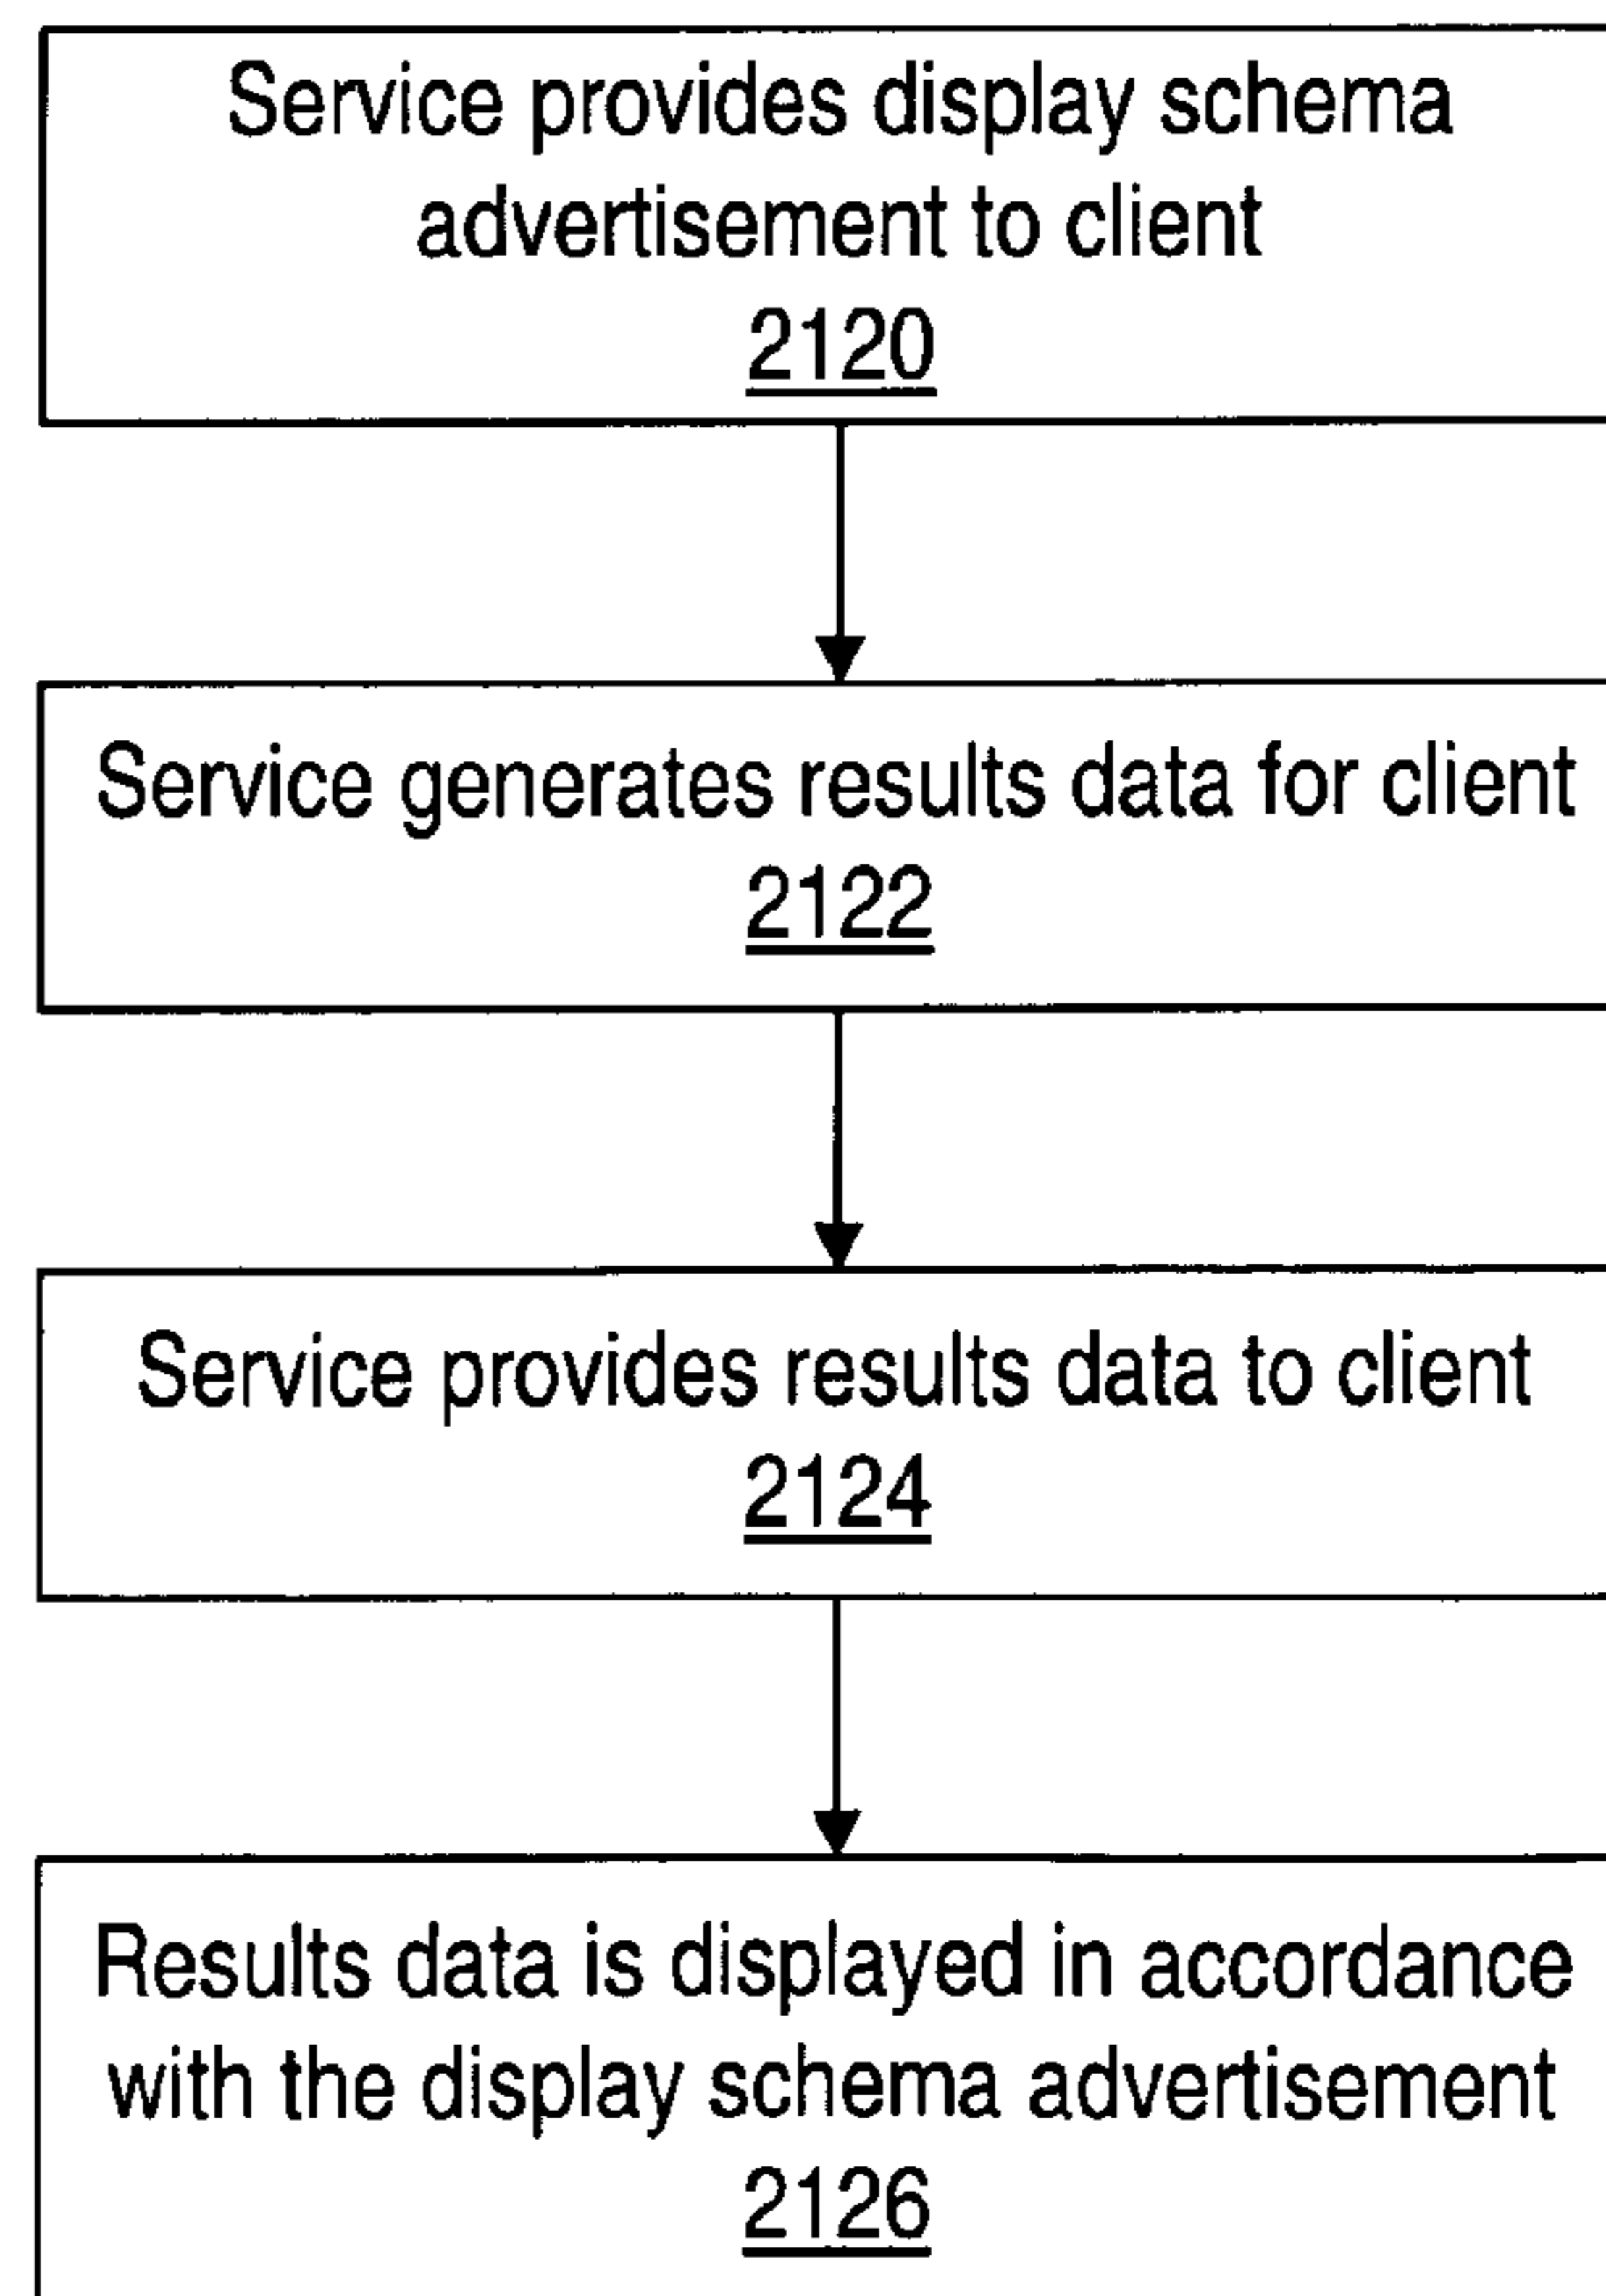 Service provides display schema
advertisement to client
2120
Service generates results data for client
2122
Service provides results data to client
2124
Results data is displayed in accordance
with the display schema advertisement
2126